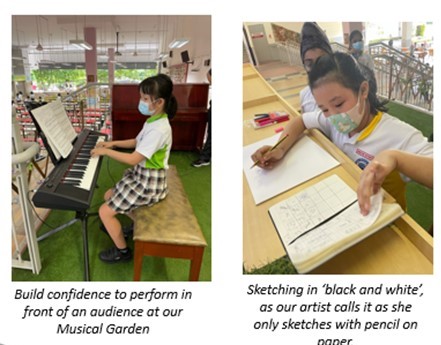 Build confidence to perform in
front of an audience at our
Musical Garden
Sketching in ‘black and white’,
as our artist calls it as she
only sketches with pencil on
paper